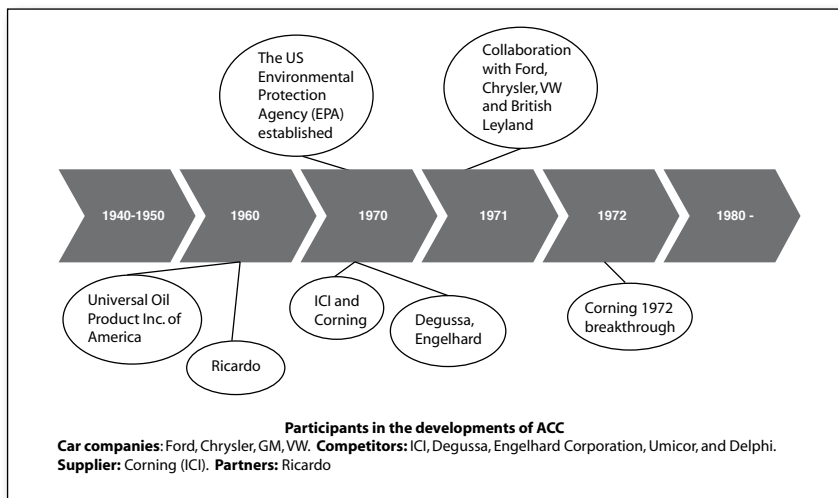 The US
Environmental
Protection
Agency (EPA)
established
Collaboration
with Ford,
Chrysler, VW
and British
Leyland
1940-1950
1960
1970
1971
1972
1980 -
Universal Oil
Product Inc. of
America
Ricardo
ICI and
Corning
Degussa,
Engelhard
Corning 1972
breakthrough
Participants in the developments of ACC
Car companies: Ford, Chrysler, GM, VW. Competitors: ICI, Degussa, Engelhard Corporation, Umicor, and Delphi.
Supplier: Corning (ICI). Partners: Ricardo